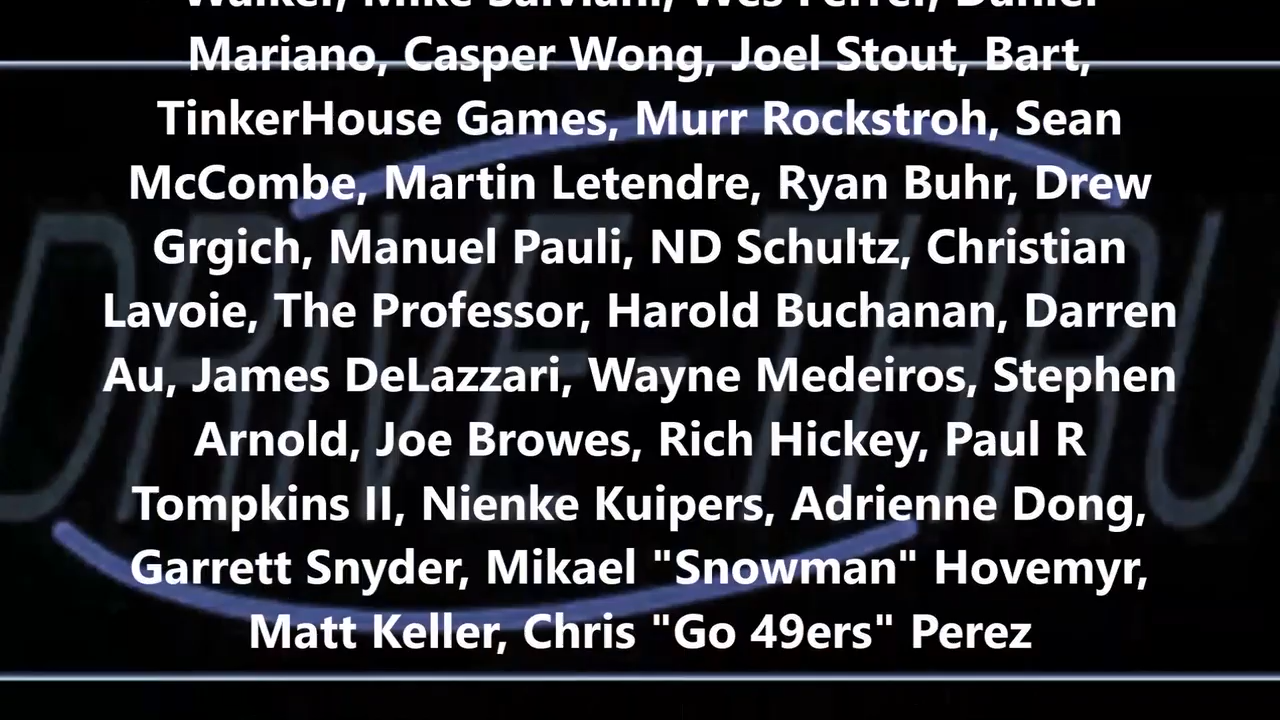 Walker, Mike Salviani, Wes Ferrer, Daniel
Mariano, Casper Wong, Joel Stout, Bart,
TinkerHouse Games, Murr Rockstroh, Sean
McCombe, Martin Letendre, Ryan Buhr, Drew
Grgich, Manuel Pauli, ND Schultz, Christian
Lavoie, The Professor, Harold Buchanan, Darren
Au, James DeLazzari, Wayne Medeiros, Stephen
Arnold, Joe Browes, Rich Hickey, Paul R
Tompkins II, Nienke Kuipers, Adrienne Dong,
Garrett Snyder, Mikael "Snowman" Hovemyr,
Matt Keller, Chris "Go 49ers" Perez
DRIVE-THRU